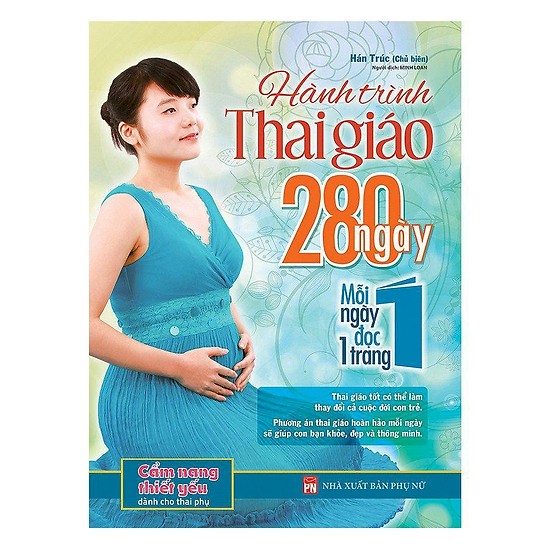 Hán Trúc (Chủ biên)
Người dịch: MINH LOAN
Hành trình
Thai giáo
280
ngày
Mỗi
ngày
đọc
1 trang
1
Thai giáo tốt có thể làm
thay đổi cả cuộc đời con trẻ.
Phương án thai giáo hoàn hảo mỗi ngày
sẽ giúp con bạn khỏe, đẹp và thông minh.
Cẩm nang
thiết yếu
dành cho thai phụ
PN
NHÀ XUẤT BẢN PHỤ NỮ